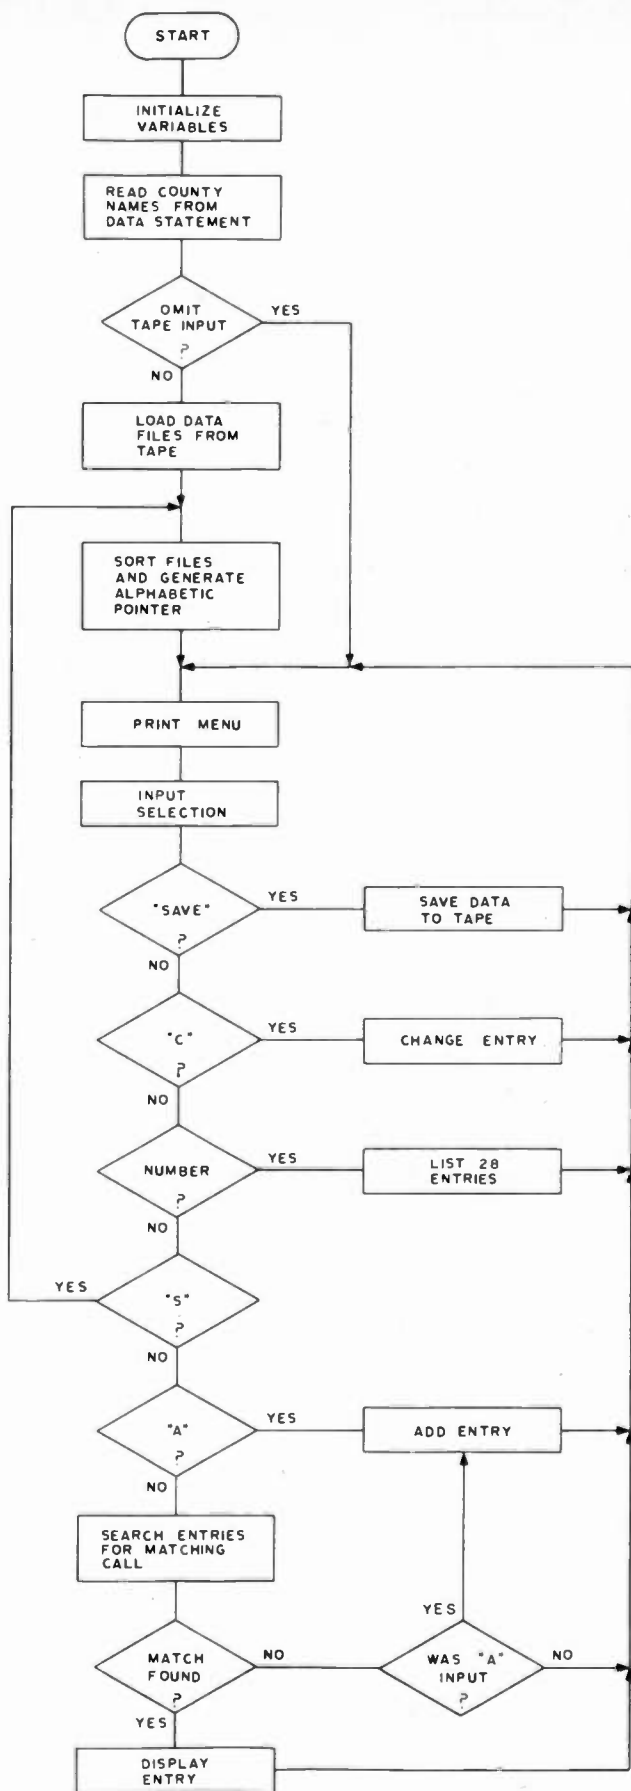 START
INITIALIZE
VARIABLES
READ COUNTY
NAMES FROM
DATA STATEMENT
OMIT
TAPE INPUT
?
YES
NO
LOAD DATA
FILES FROM
TAPE
SORT FILES
AND GENERATE
ALPHABETIC
POINTER
PRINT MENU
INPUT
SELECTION
"SAVE"
?
YES
SAVE DATA
TO TAPE
NO
"C"
?
YES
CHANGE ENTRY
NO
NUMBER
?
YES
LIST 28
ENTRIES
NO
YES
"S"
?
NO
"A"
?
YES
ADD ENTRY
NO
SEARCH ENTRIES
FOR MATCHING
CALL
YES
MATCH
FOUND
?
NO
WAS "A"
INPUT
?
NO
YES
DISPLAY
ENTRY